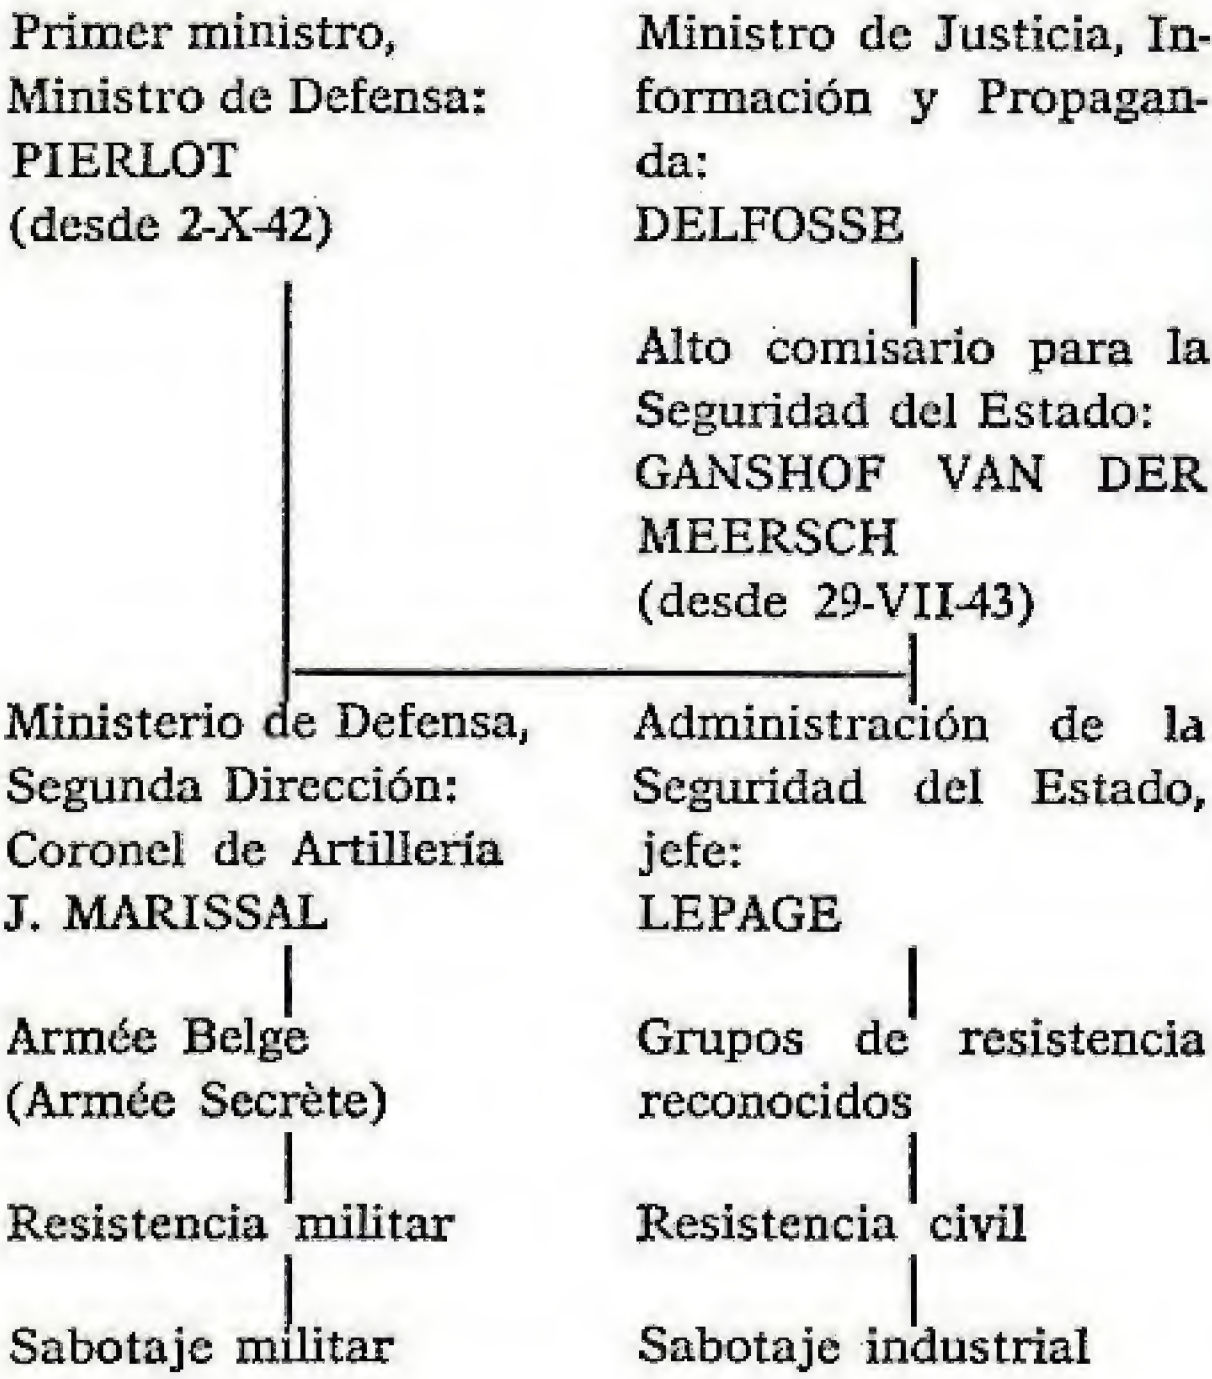 Primer ministro,
Ministro de Defensa:
PIERLOT
(desde 2-X-42)
Ministro de Justicia, In-
formación y Propagan-
da:
DELFOSSE
Alto comisario para la
Seguridad del Estado:
GANSHOF VAN DER
MEERSCH
(desde 29-VII-43)
Ministerio de Defensa,
Segunda Dirección:
Coronel de Artillería
J. MARISSAL
Administración de la
Seguridad del Estado,
jefe:
LEPAGE
Armée Belge
(Armée Secrète)
Grupos de resistencia
reconocidos
Resistencia militar
Resistencia civil
Sabotaje militar
Sabotaje industrial